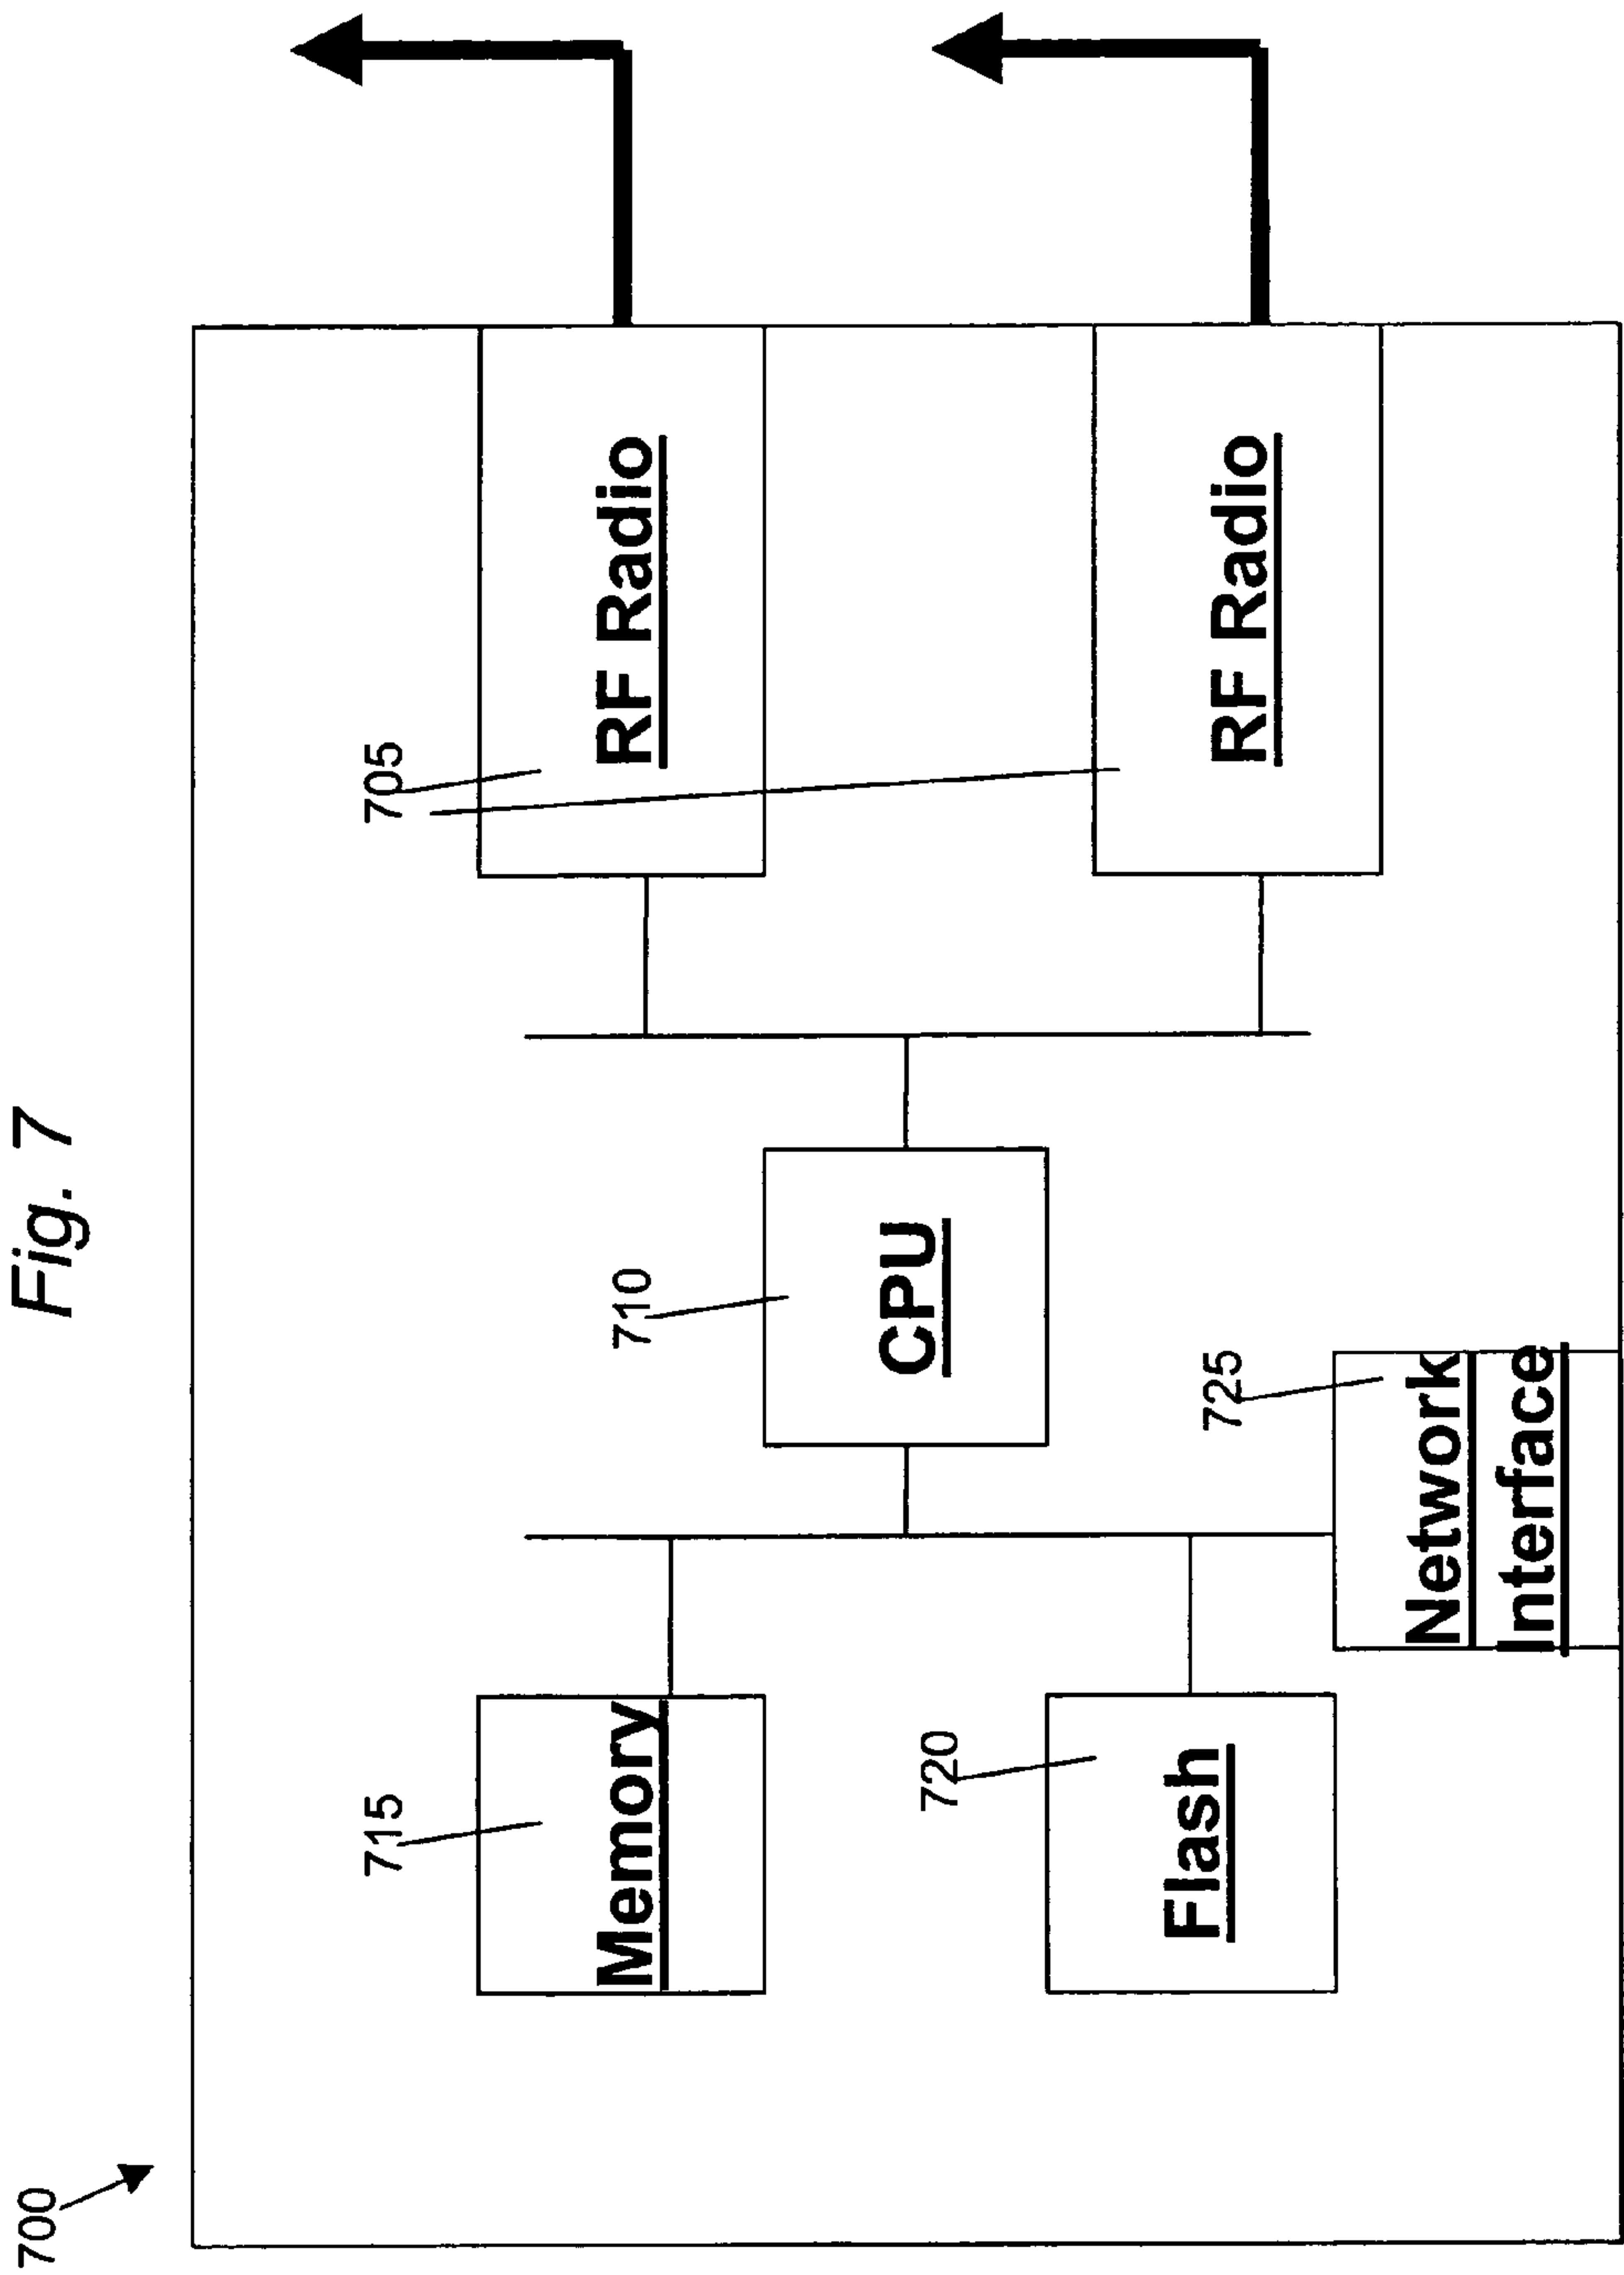 Fig. 7
700
715
Memory
720
Flash
710
CPU
725
Network
Interface
705
RF Radio
RF Radio